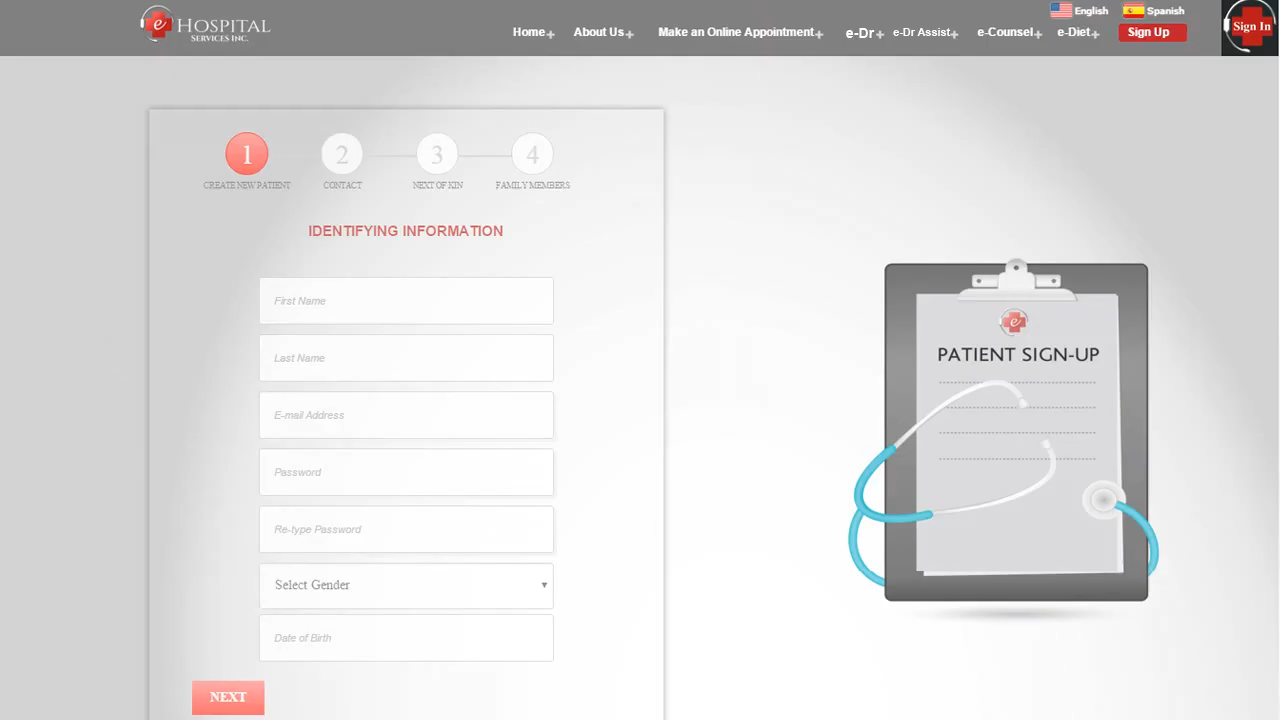 English
Spanish
e HOSPITAL
SERVICES INC.
Home+
About Us+
Make an Online Appointment+
e-Dr+
e-Dr Assist+
e-Counsel+
e-Diet+
Sign Up
Sign In
1
2
3
4
CREATE NEW PATIENT
CONTACT
NEXT OF KIN
FAMILY MEMBERS
IDENTIFYING INFORMATION
First Name
Last Name
E-mail Address
Password
Re-type Password
Select Gender
Date of Birth
NEXT
e
PATIENT SIGN-UP